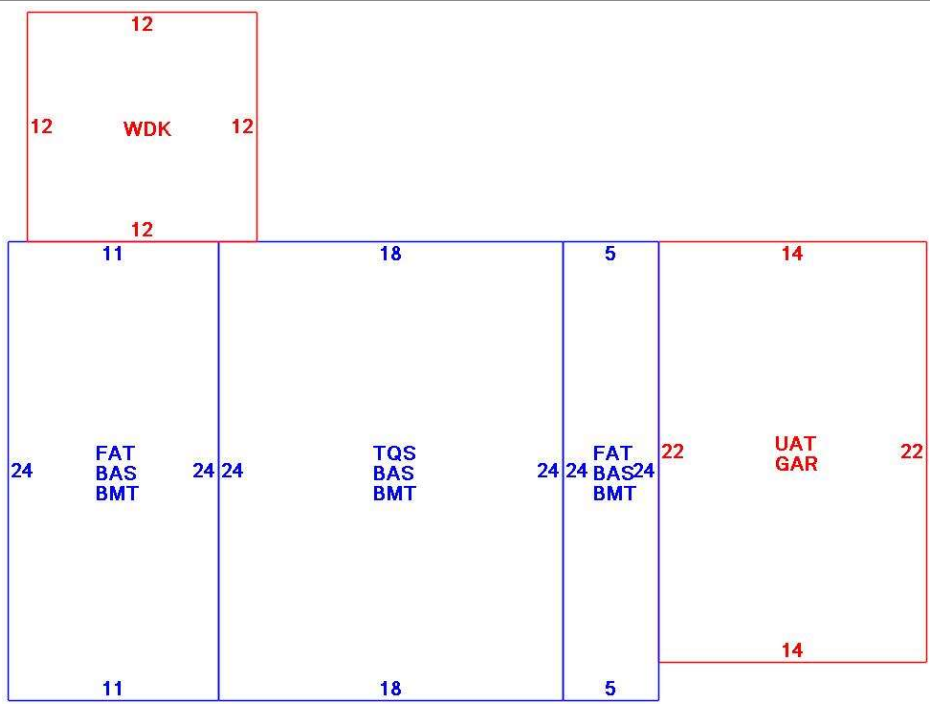 12
12 WDK 12
12
11 18 5 14
FAT TQS FAT UAT
24 BAS 24 24 BAS 24 24 BAS 24 22 GAR 22
BMT BMT BMT
14
11 18 5